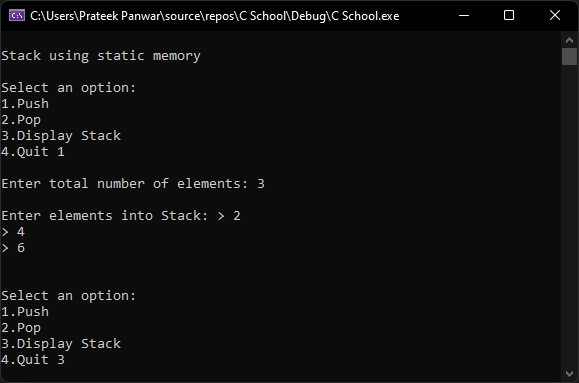 C:\Users\Prateek Panwar\source\repos\C School\Debug\C School.exe
Stack using static memory
Select an option:
1.Push
2.Pop
3.Display Stack
4.Quit 1
Enter total number of elements: 3
Enter elements into Stack: > 2
> 4
> 6
Select an option:
1.Push
2.Pop
3.Display Stack
4.Quit 3